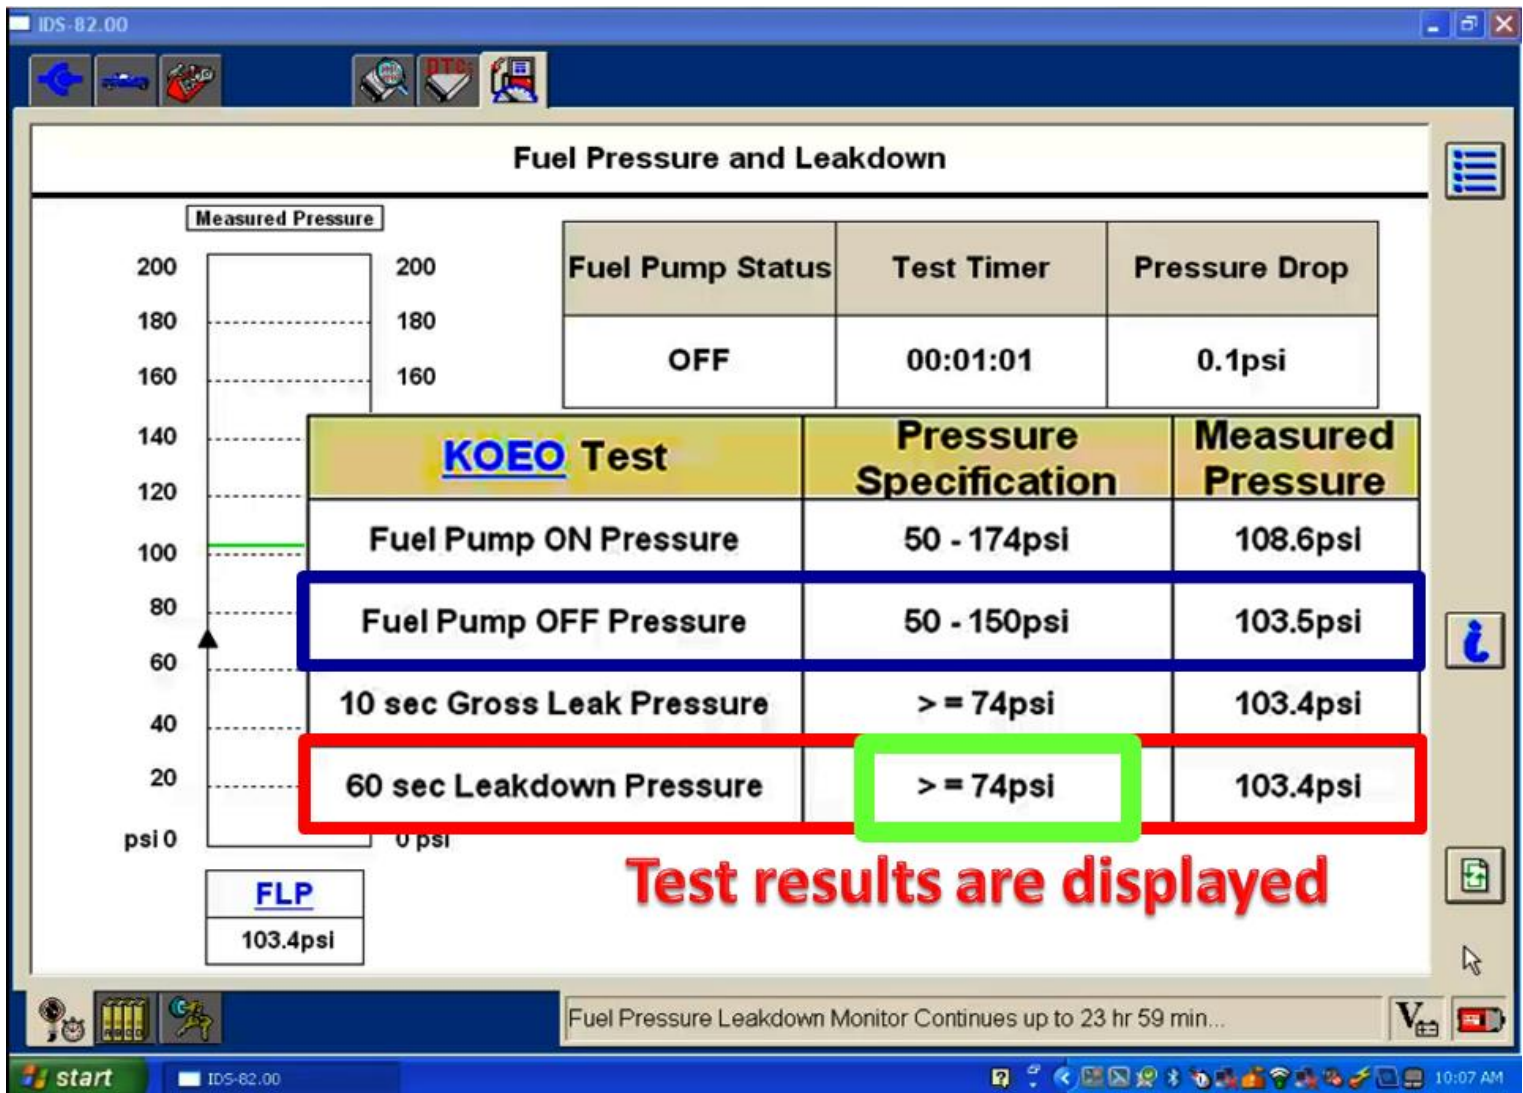 IDS-82.00
DTCs
Fuel Pressure and Leakdown
Measured Pressure
200 200
180 180
160 160
140
120
100
80
60
40
20
psi 0 0 psi
FLP
103.4psi
Fuel Pump Status Test Timer Pressure Drop
OFF 00:01:01 0.1psi
KOEO Test Pressure Specification Measured Pressure
Fuel Pump ON Pressure 50 - 174psi 108.6psi
Fuel Pump OFF Pressure 50 - 150psi 103.5psi
10 sec Gross Leak Pressure > = 74psi 103.4psi
60 sec Leakdown Pressure > = 74psi 103.4psi
Test results are displayed
Fuel Pressure Leakdown Monitor Continues up to 23 hr 59 min...
start IDS-82.00 10:07 AM